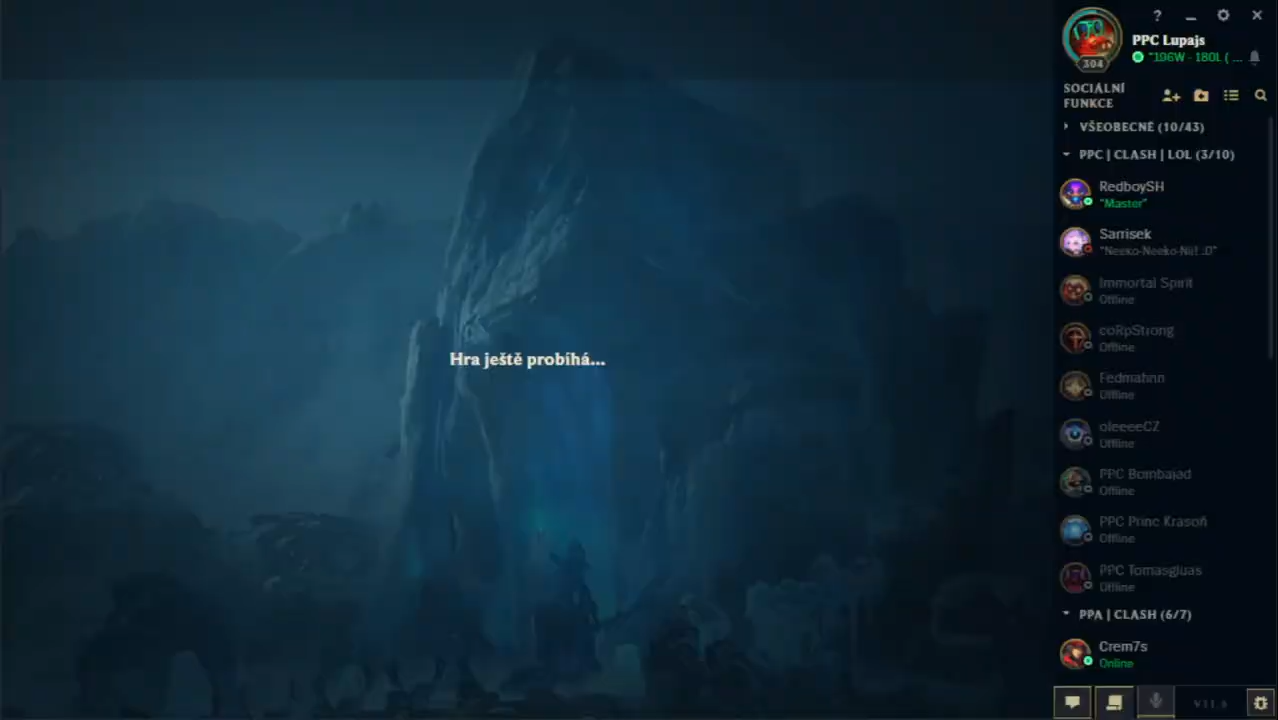 ?
PPC Lupajs
304
"196W - 180L ( ...
SOCIÁLNÍ
FUNKCE
VŠEOBECNÉ (10/43)
PPC | CLASH | LOL (3/10)
RedboySH
"Master"
Sarrisek
"Neeko-Neeko-Nii! :D"
Immortal Spirit
Offline
coRpStrong
Offline
Hra ještě probíhá...
Fedmahnn
Offline
oleeeeCZ
Offline
PPC Bombajad
Offline
PPC Princ Krasoň
Offline
PPC Tomasgluas
Offline
PPA | CLASH (6/7)
Crem7s
Online